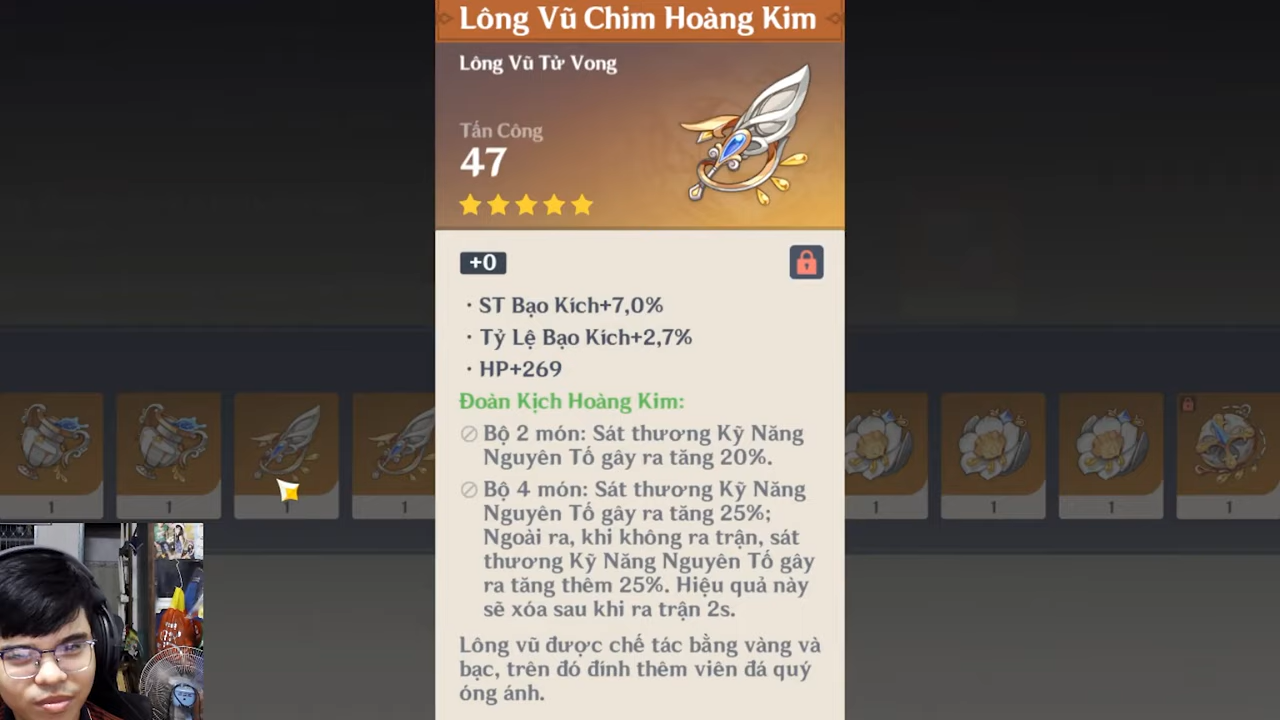 Lông Vũ Chim Hoàng Kim
Lông Vũ Tử Vong
Tấn Công
47
+0
· ST Bạo Kích+7,0%
· Tỷ Lệ Bạo Kích+2,7%
· HP+269
Đoàn Kịch Hoàng Kim:
Bộ 2 món: Sát thương Kỹ Năng
Nguyên Tố gây ra tăng 20%.
Bộ 4 món: Sát thương Kỹ Năng
Nguyên Tố gây ra tăng 25%;
Ngoài ra, khi không ra trận, sát
thương Kỹ Năng Nguyên Tố gây
ra tăng thêm 25%. Hiệu quả này
sẽ xóa sau khi ra trận 2s.
Lông vũ được chế tác bằng vàng và
bạc, trên đó đính thêm viên đá quý
óng ánh.
1 1 1 1 1 1 1 1